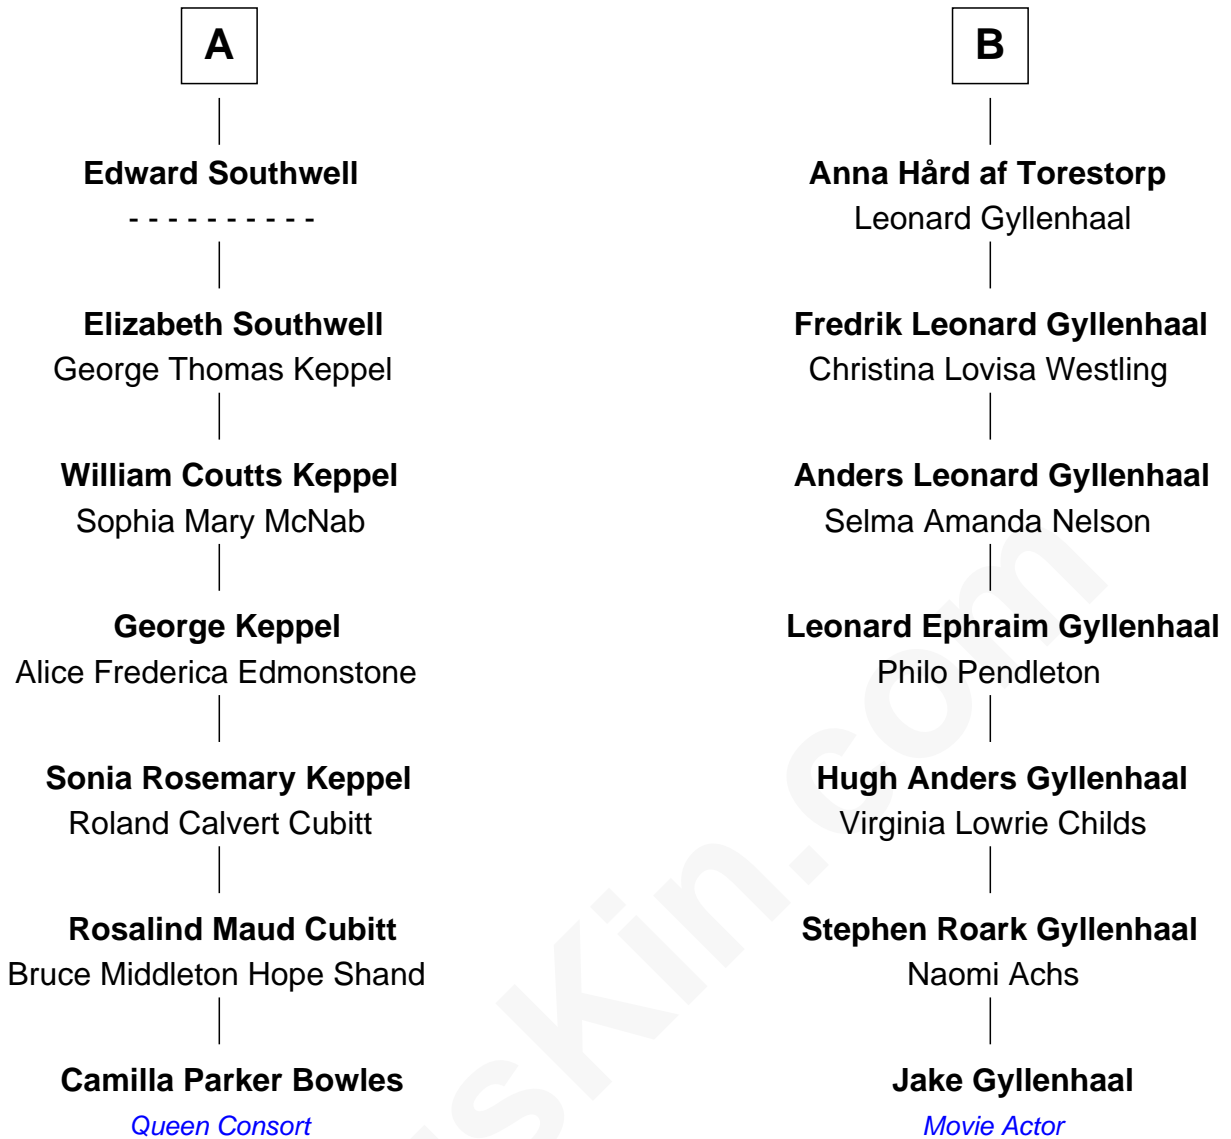 A
Edward Southwell
- - - - - - - - - -
Elizabeth Southwell
George Thomas Keppel
William Coutts Keppel
Sophia Mary McNab
George Keppel
Alice Frederica Edmonstone
Sonia Rosemary Keppel
Roland Calvert Cubitt
Rosalind Maud Cubitt
Bruce Middleton Hope Shand
Camilla Parker Bowles
Queen Consort
B
Anna Hård af Torestorp
Leonard Gyllenhaal
Fredrik Leonard Gyllenhaal
Christina Lovisa Westling
Anders Leonard Gyllenhaal
Selma Amanda Nelson
Leonard Ephraim Gyllenhaal
Philo Pendleton
Hugh Anders Gyllenhaal
Virginia Lowrie Childs
Stephen Roark Gyllenhaal
Naomi Achs
Jake Gyllenhaal
Movie Actor